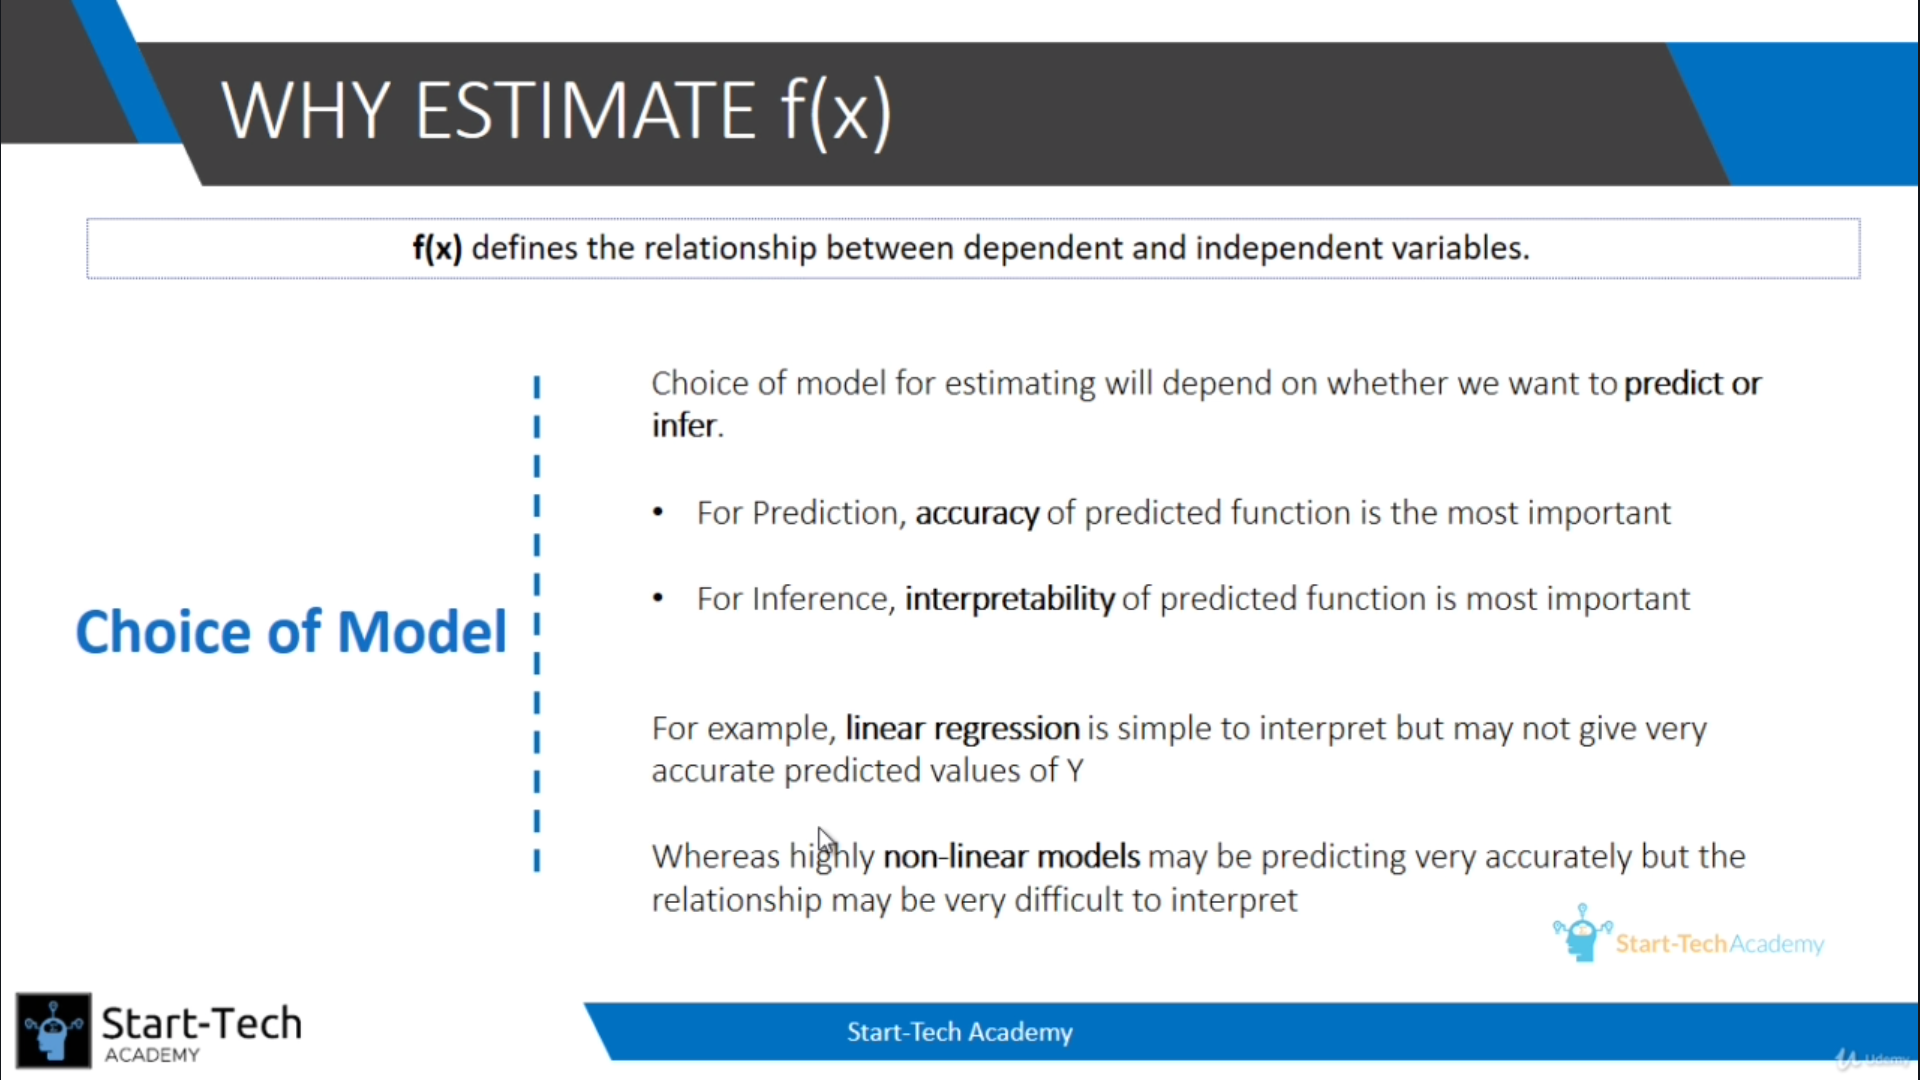 WHY ESTIMATE f(x)
f(x) defines the relationship between dependent and independent variables.
Choice of Model
Choice of model for estimating will depend on whether we want to predict or
infer.
• For Prediction, accuracy of predicted function is the most important
• For Inference, interpretability of predicted function is most important
For example, linear regression is simple to interpret but may not give very
accurate predicted values of Y
Whereas highly non-linear models may be predicting very accurately but the
relationship may be very difficult to interpret
Start-TechAcademy
Start-Tech
ACADEMY
Start-Tech Academy
Udemy